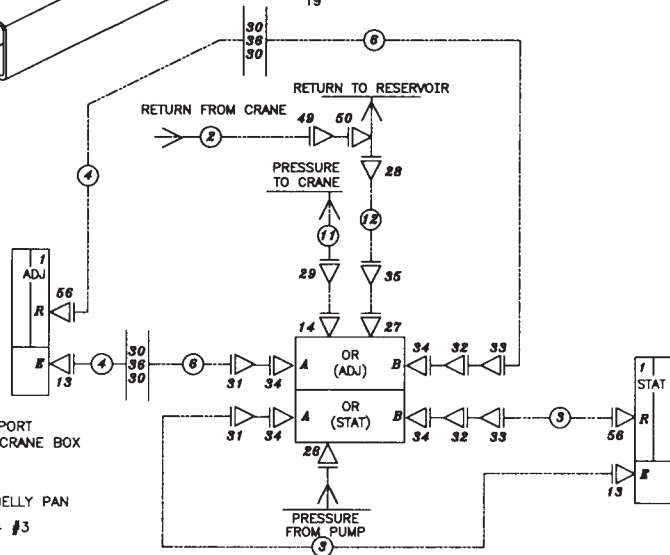 19
30
36
30
6
RETURN TO RESERVOIR
RETURN FROM CRANE
49
50
2
PRESSURE
TO CRANE
28
4
12
11
1
ADJ
29
35
R
56
14
27
E
13
4
30
36
30
6
31
34
A
OR
(ADJ)
B
34
32
33
A
OR
(STAT)
B
31
34
34
32
33
3
1
STAT
R
56
PORT
CRANE BOX
28
E
13
BELLY PAN
#3
PRESSURE
FROM PUMP
3